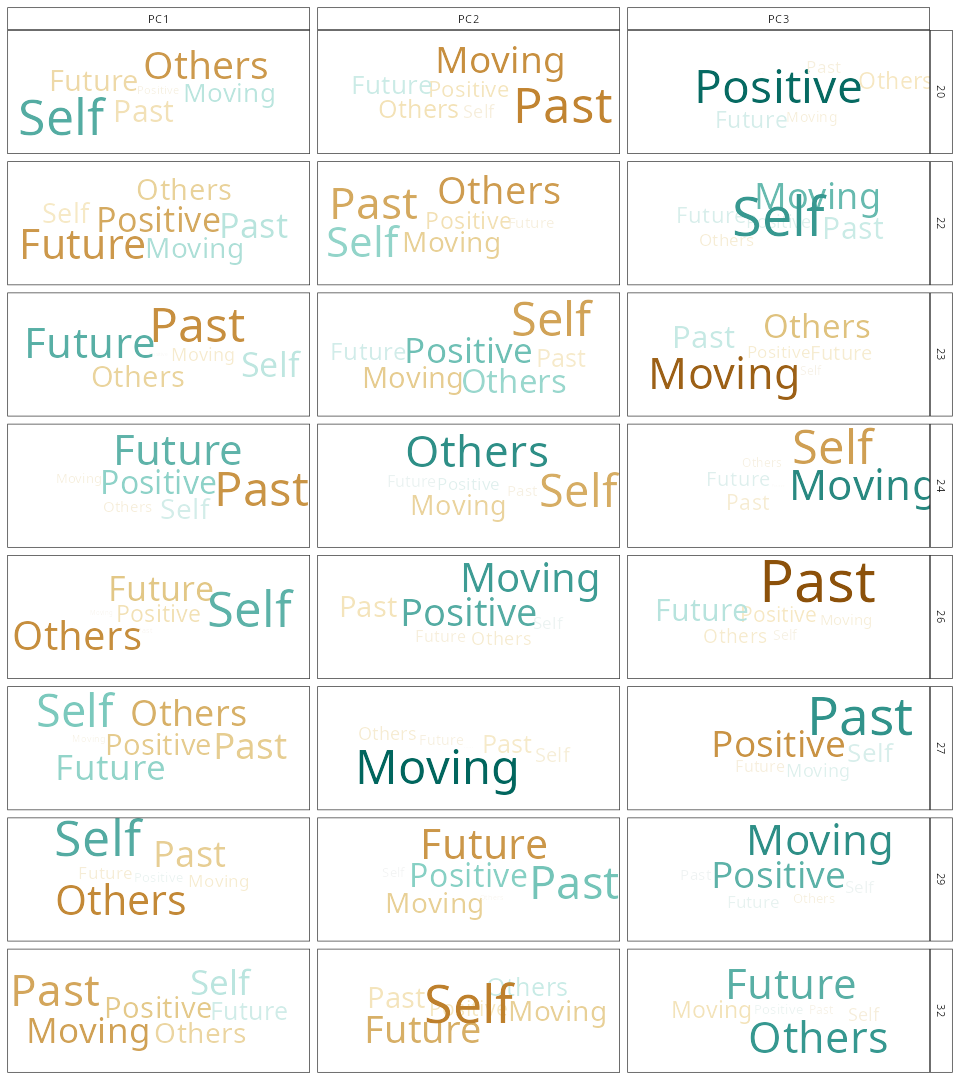 PC1 PC2 PC3
Others
Future Positive Moving
Self Past
Moving
Future Positive
Others Self Past
Past
Positive Others
Future Moving
20
Others
Self Positive Past
Future Moving
Past Others
Positive Future
Self Moving
Moving
Future Self Past
Others
22
Future Past
Moving Self
Others
Self
Future Positive Past
Moving Others
Past Others
Positive Future
Moving Self
23
Future
Moving Positive Past
Others Self
Others
Future Positive Past Self
Moving
Others Self
Future Moving
Past
24
Future Self
Positive
Others
Moving
Past Positive Self
Future Others
Past
Future Positive Moving
Others Self
26
Self Others
Moving Positive Past
Future
Others Future Past Self
Moving
Past
Positive Self
Future Moving
27
Self Past
Future Positive Moving
Others
Future
Self Positive Past
Moving
Moving
Past Positive Self
Future Others
29
Past Self
Positive Future
Moving Others
Past Self Others
Positive Moving
Future
Future
Moving Positive Past Self
Others
32